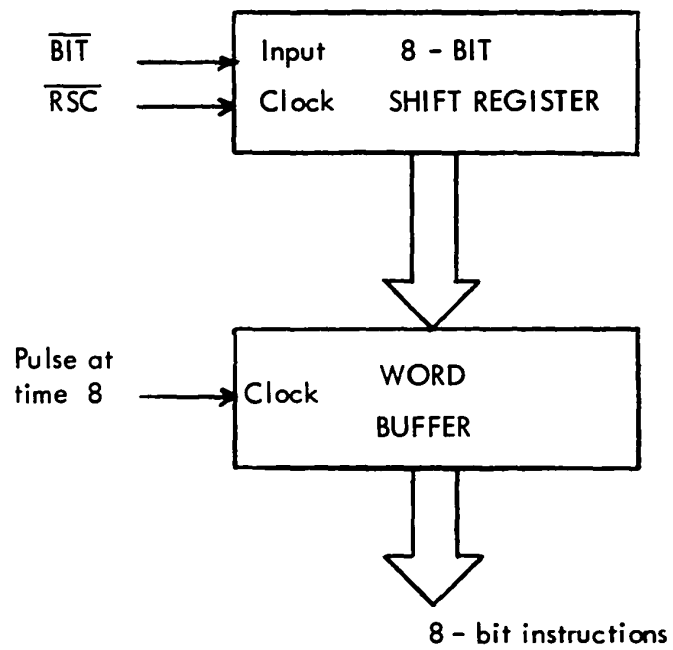 BIT
Input 8 - BIT
RSC
Clock SHIFT REGISTER
Pulse at
time 8
Clock
WORD
BUFFER
8 - bit instructions